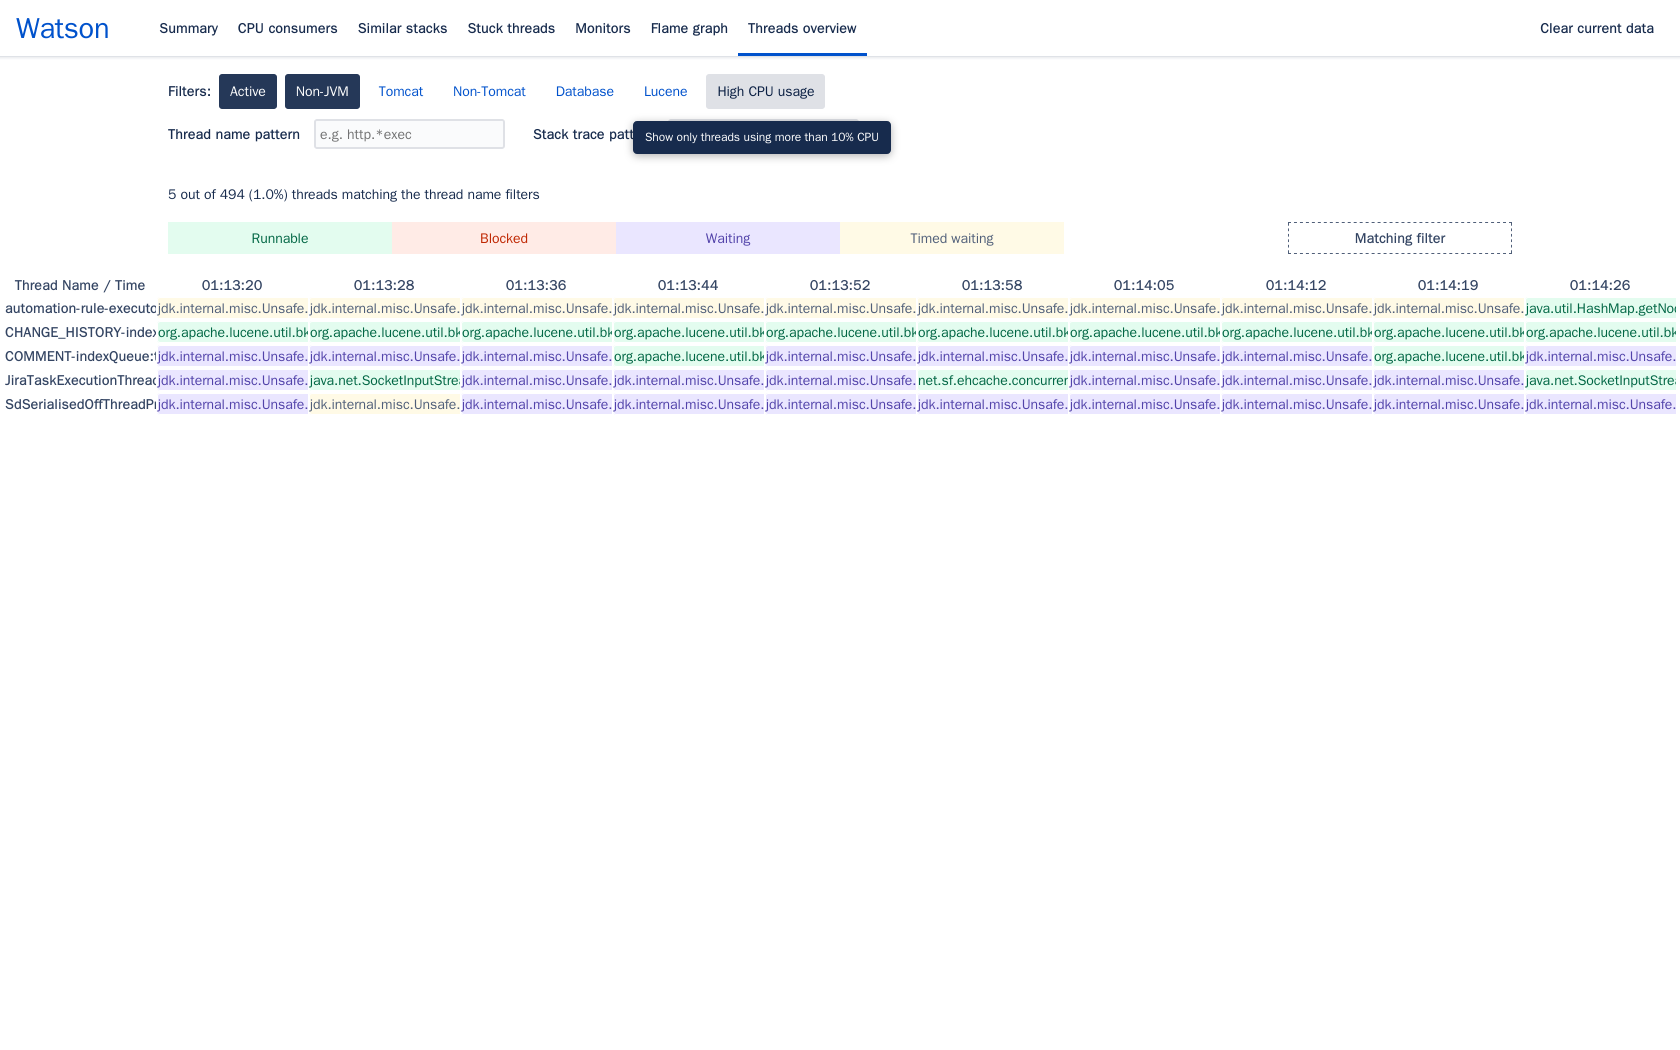 Watson Summary CPU consumers Similar stacks Stuck threads Monitors Flame graph Threads overview Clear current data
Filters: Active Non-JVM Tomcat Non-Tomcat Database Lucene High CPU usage
Thread name pattern e.g. http.*exec Stack trace patt
Show only threads using more than 10% CPU
5 out of 494 (1.0%) threads matching the thread name filters
Runnable Blocked Waiting Timed waiting Matching filter
Thread Name / Time 01:13:20 01:13:28 01:13:36 01:13:44 01:13:52 01:13:58 01:14:05 01:14:12 01:14:19 01:14:26
automation-rule-executo jdk.internal.misc.Unsafe. jdk.internal.misc.Unsafe. jdk.internal.misc.Unsafe. jdk.internal.misc.Unsafe. jdk.internal.misc.Unsafe. jdk.internal.misc.Unsafe. jdk.internal.misc.Unsafe. jdk.internal.misc.Unsafe. jdk.internal.misc.Unsafe. java.util.HashMap.getNo
CHANGE_HISTORY-index org.apache.lucene.util.bk org.apache.lucene.util.bk org.apache.lucene.util.bk org.apache.lucene.util.bk org.apache.lucene.util.bk org.apache.lucene.util.bk org.apache.lucene.util.bk org.apache.lucene.util.bk org.apache.lucene.util.bk org.apache.lucene.util.bk
COMMENT-indexQueue: jdk.internal.misc.Unsafe. jdk.internal.misc.Unsafe. jdk.internal.misc.Unsafe. org.apache.lucene.util.bk jdk.internal.misc.Unsafe. jdk.internal.misc.Unsafe. jdk.internal.misc.Unsafe. jdk.internal.misc.Unsafe. org.apache.lucene.util.bk jdk.internal.misc.Unsafe.
JiraTaskExecutionThread jdk.internal.misc.Unsafe. java.net.SocketInputStre jdk.internal.misc.Unsafe. jdk.internal.misc.Unsafe. jdk.internal.misc.Unsafe. net.sf.ehcache.concurre jdk.internal.misc.Unsafe. jdk.internal.misc.Unsafe. jdk.internal.misc.Unsafe. java.net.SocketInputStre
SdSerialisedOffThreadP jdk.internal.misc.Unsafe. jdk.internal.misc.Unsafe. jdk.internal.misc.Unsafe. jdk.internal.misc.Unsafe. jdk.internal.misc.Unsafe. jdk.internal.misc.Unsafe. jdk.internal.misc.Unsafe. jdk.internal.misc.Unsafe. jdk.internal.misc.Unsafe. jdk.internal.misc.Unsafe.